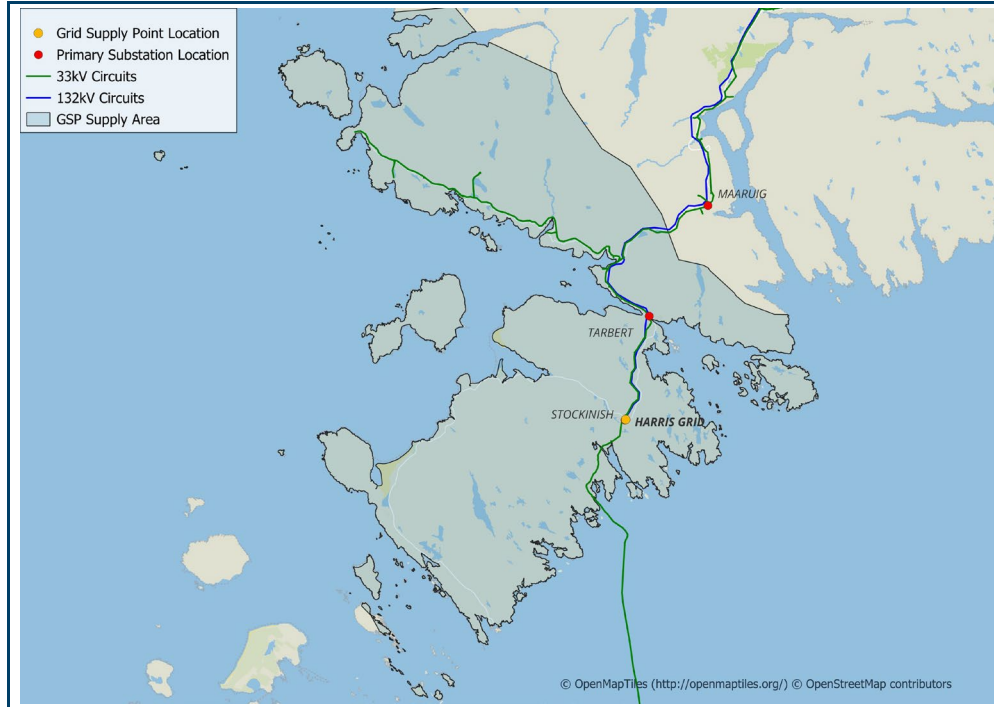 Grid Supply Point Location
Primary Substation Location
33kV Circuits
132kV Circuits
GSP Supply Area
MAARUIG
TARBERT
STOCKINISH
HARRIS GRID
© OpenMapTiles (http://openmaptiles.org/) © OpenStreetMap contributors